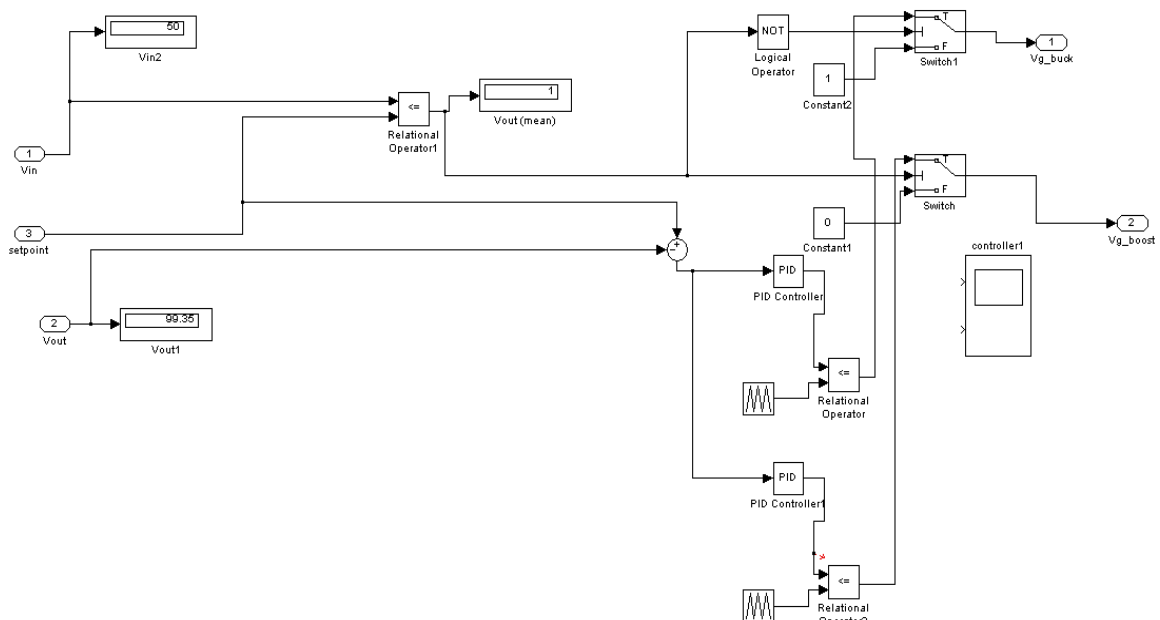 50
Vin2
NOT
Logical
Operator
T
F
Switch1
1
Vg_buck
1
Constant2
1
Vout (mean)
<=
Relational
Operator1
1
Vin
T
F
Switch
3
setpoint
0
Constant1
2
Vg_boost
controller1
+
−
PID
PID Controller
2
Vout
99.35
Vout1
<=
Relational
Operator
PID
PID Controller1
<=
Relational